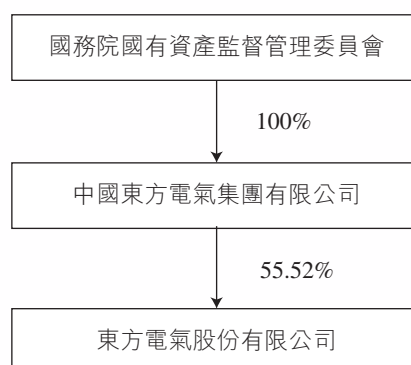 國務院國有資產監督管理委員會
100%
中國東方電氣集團有限公司
55.52%
東方電氣股份有限公司